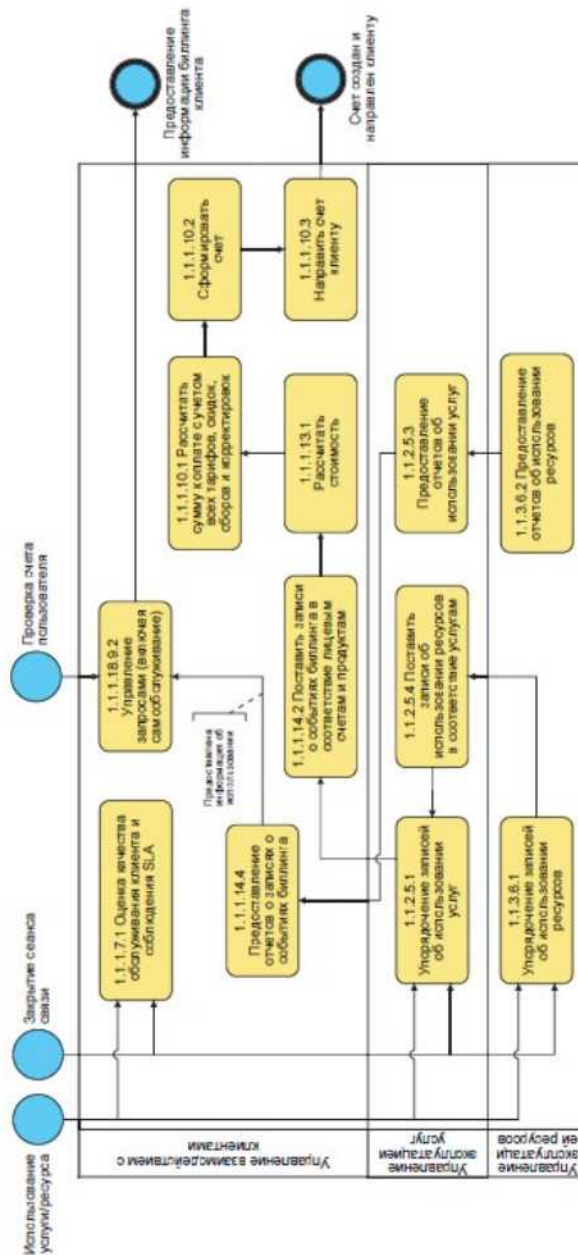 Использование
услуги/ресурса
Закрытие сеанса
связи
Проверка счета
пользователя
Предоставление
информации биллинга
клиента
Счет создан и
направлен клиенту
Управление взаимодействием с
клиентами
1.1.1.7.1 Оценка качества
обслуживания клиента и
соблюдения SLA
1.1.1.18.9.2
Управление
запросами (включая
самообслуживание)
1.1.1.14.4
Предоставление
отчетов о записях о
событиях биллинга
Предоставлена
информация об
использовании
1.1.1.14.2 Поставить записи
о событиях биллинга в
соответствие лицевым
счетам и продуктам
1.1.1.10.1 Рассчитать
сумму к оплате с учетом
всех тарифов, скидок,
сборов и корректировок
1.1.1.13.1
Рассчитать
стоимость
1.1.1.10.2
Сформировать
счет
1.1.1.10.3
Направить счет
клиенту
Управление
эксплуатацией
услуг
1.1.2.5.1
Упорядочение записей
об использовании
услуг
1.1.2.5.4 Поставить
записи об
использовании ресурсов
в соответствие услугам
1.1.2.5.3
Предоставление
отчетов об
использовании услуг
Управление
эксплуатаци
ей ресурсов
1.1.3.6.1
Упорядочение записей
об использовании
ресурсов
1.1.3.6.2 Предоставление
отчетов об использовании
ресурсов